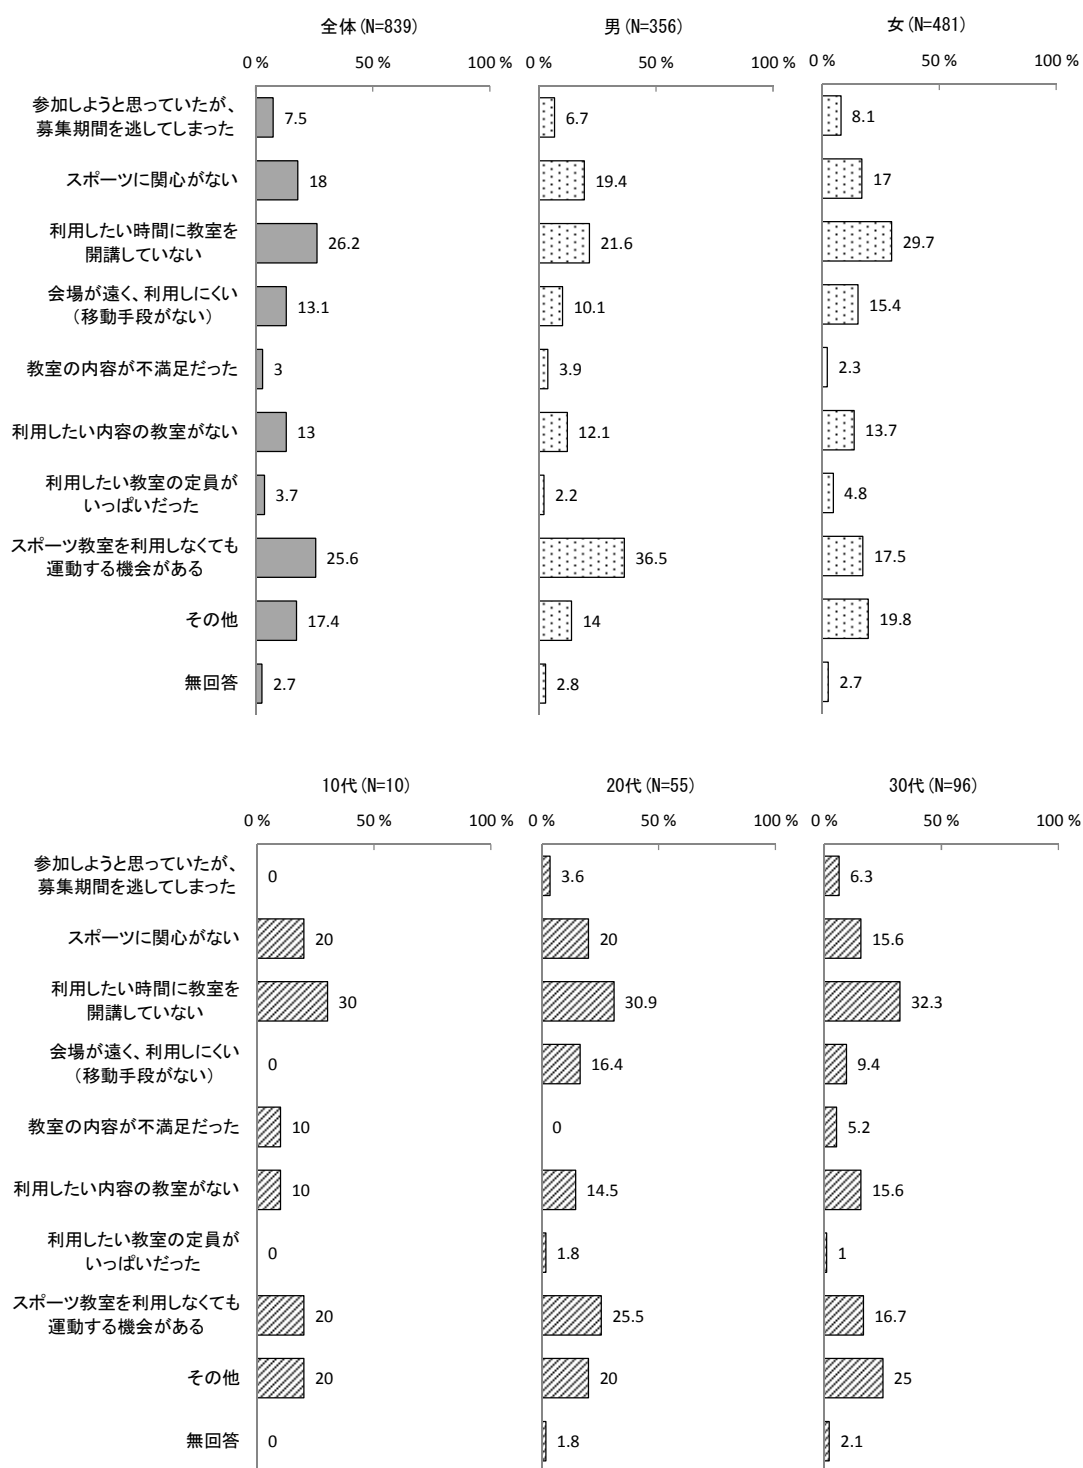 全体(N=839) 男(N=356) 女(N=481)
0 % 50 % 100 % 0 % 50 % 100 % 0 % 50 % 100 %
参加しようと思っていたが、
募集期間を逃してしまった 7.5 6.7 8.1
スポーツに関心がない 18 19.4 17
利用したい時間に教室を
開講していない 26.2 21.6 29.7
会場が遠く、利用しにくい
(移動手段がない) 13.1 10.1 15.4
教室の内容が不満足だった 3 3.9 2.3
利用したい内容の教室がない 13 12.1 13.7
利用したい教室の定員が
いっぱいだった 3.7 2.2 4.8
スポーツ教室を利用しなくても
運動する機会がある 25.6 36.5 17.5
その他 17.4 14 19.8
無回答 2.7 2.8 2.7
10代(N=10) 20代(N=55) 30代(N=96)
0 % 50 % 100 % 0 % 50 % 100 % 0 % 50 % 100 %
参加しようと思っていたが、
募集期間を逃してしまった 0 3.6 6.3
スポーツに関心がない 20 20 15.6
利用したい時間に教室を
開講していない 30 30.9 32.3
会場が遠く、利用しにくい
(移動手段がない) 0 16.4 9.4
教室の内容が不満足だった 10 0 5.2
利用したい内容の教室がない 10 14.5 15.6
利用したい教室の定員が
いっぱいだった 0 1.8 1
スポーツ教室を利用しなくても
運動する機会がある 20 25.5 16.7
その他 20 20 25
無回答 0 1.8 2.1